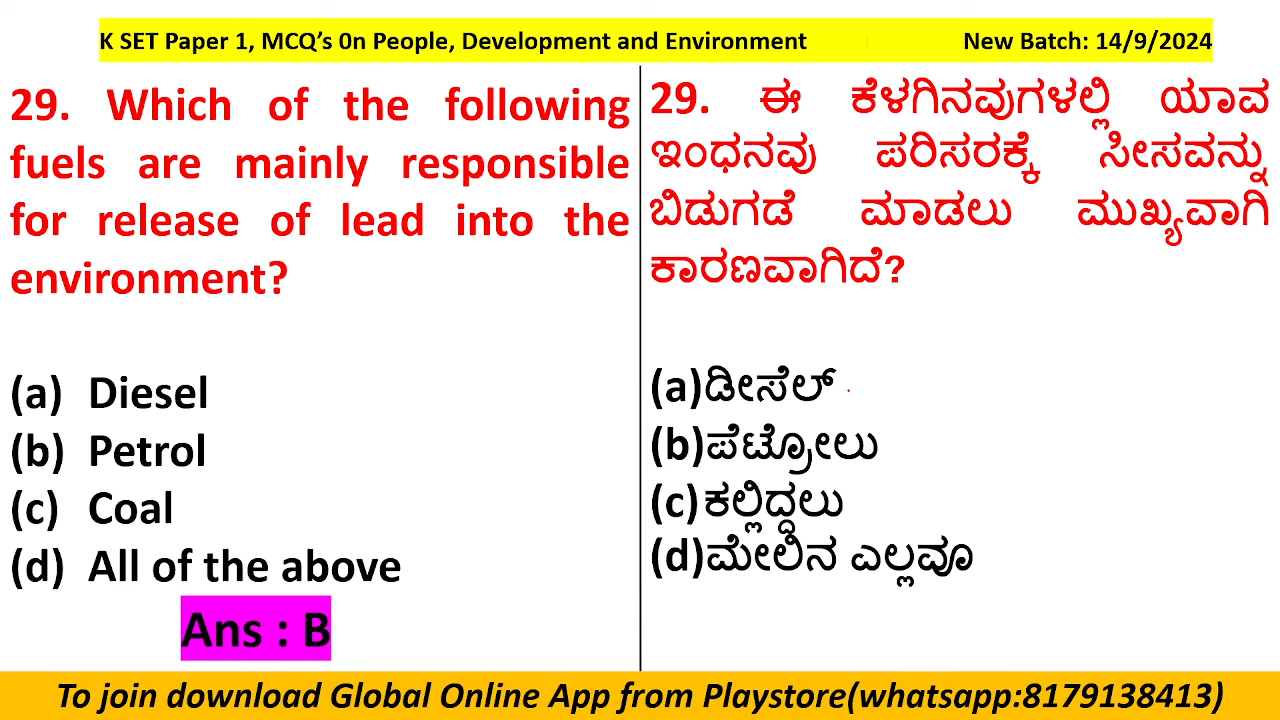 K SET Paper 1, MCQ's 0n People, Development and Environment New Batch: 14/9/2024
29. Which of the following
fuels are mainly responsible
for release of lead into the
environment?
(a) Diesel
(b) Petrol
(c) Coal
(d) All of the above
Ans : B
29. ಈ ಕೆಳಗಿನವುಗಳಲ್ಲಿ ಯಾವ
ಇಂಧನವು ಪರಿಸರಕ್ಕೆ ಸೀಸವನ್ನು
ಬಿಡುಗಡೆ ಮಾಡಲು ಮುಖ್ಯವಾಗಿ
ಕಾರಣವಾಗಿದೆ?
(a)ಡೀಸೆಲ್
(b)ಪೆಟ್ರೋಲು
(c)ಕಲ್ಲಿದ್ದಲು
(d)ಮೇಲಿನ ಎಲ್ಲವೂ
To join download Global Online App from Playstore(whatsapp:8179138413)